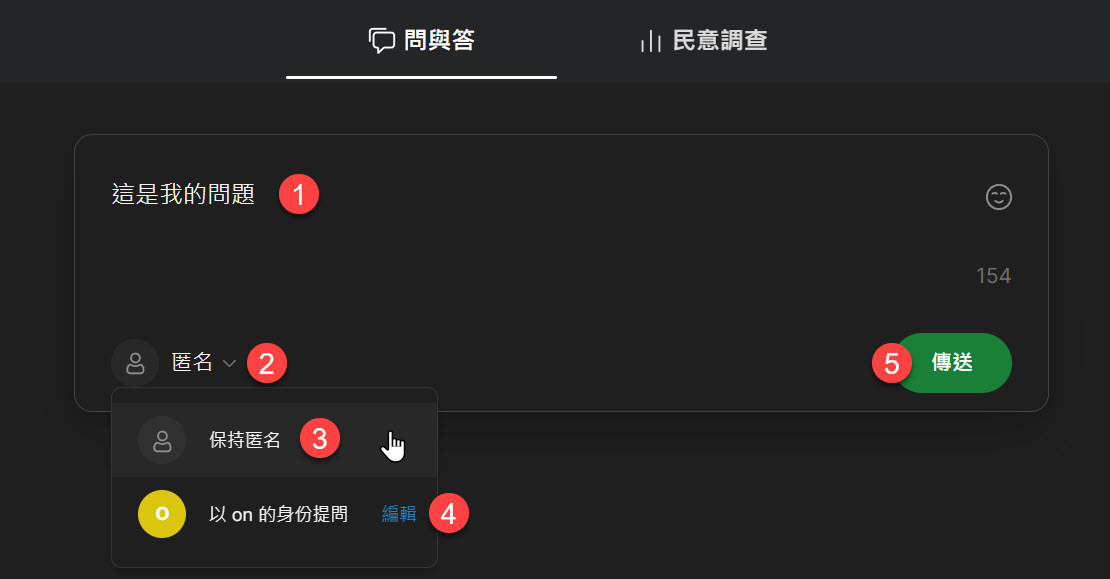 問與答
民意調查
這是我的問題 1
154
匿名 2
5 傳送
保持匿名 3
o 以 on 的身份提問 編輯 4